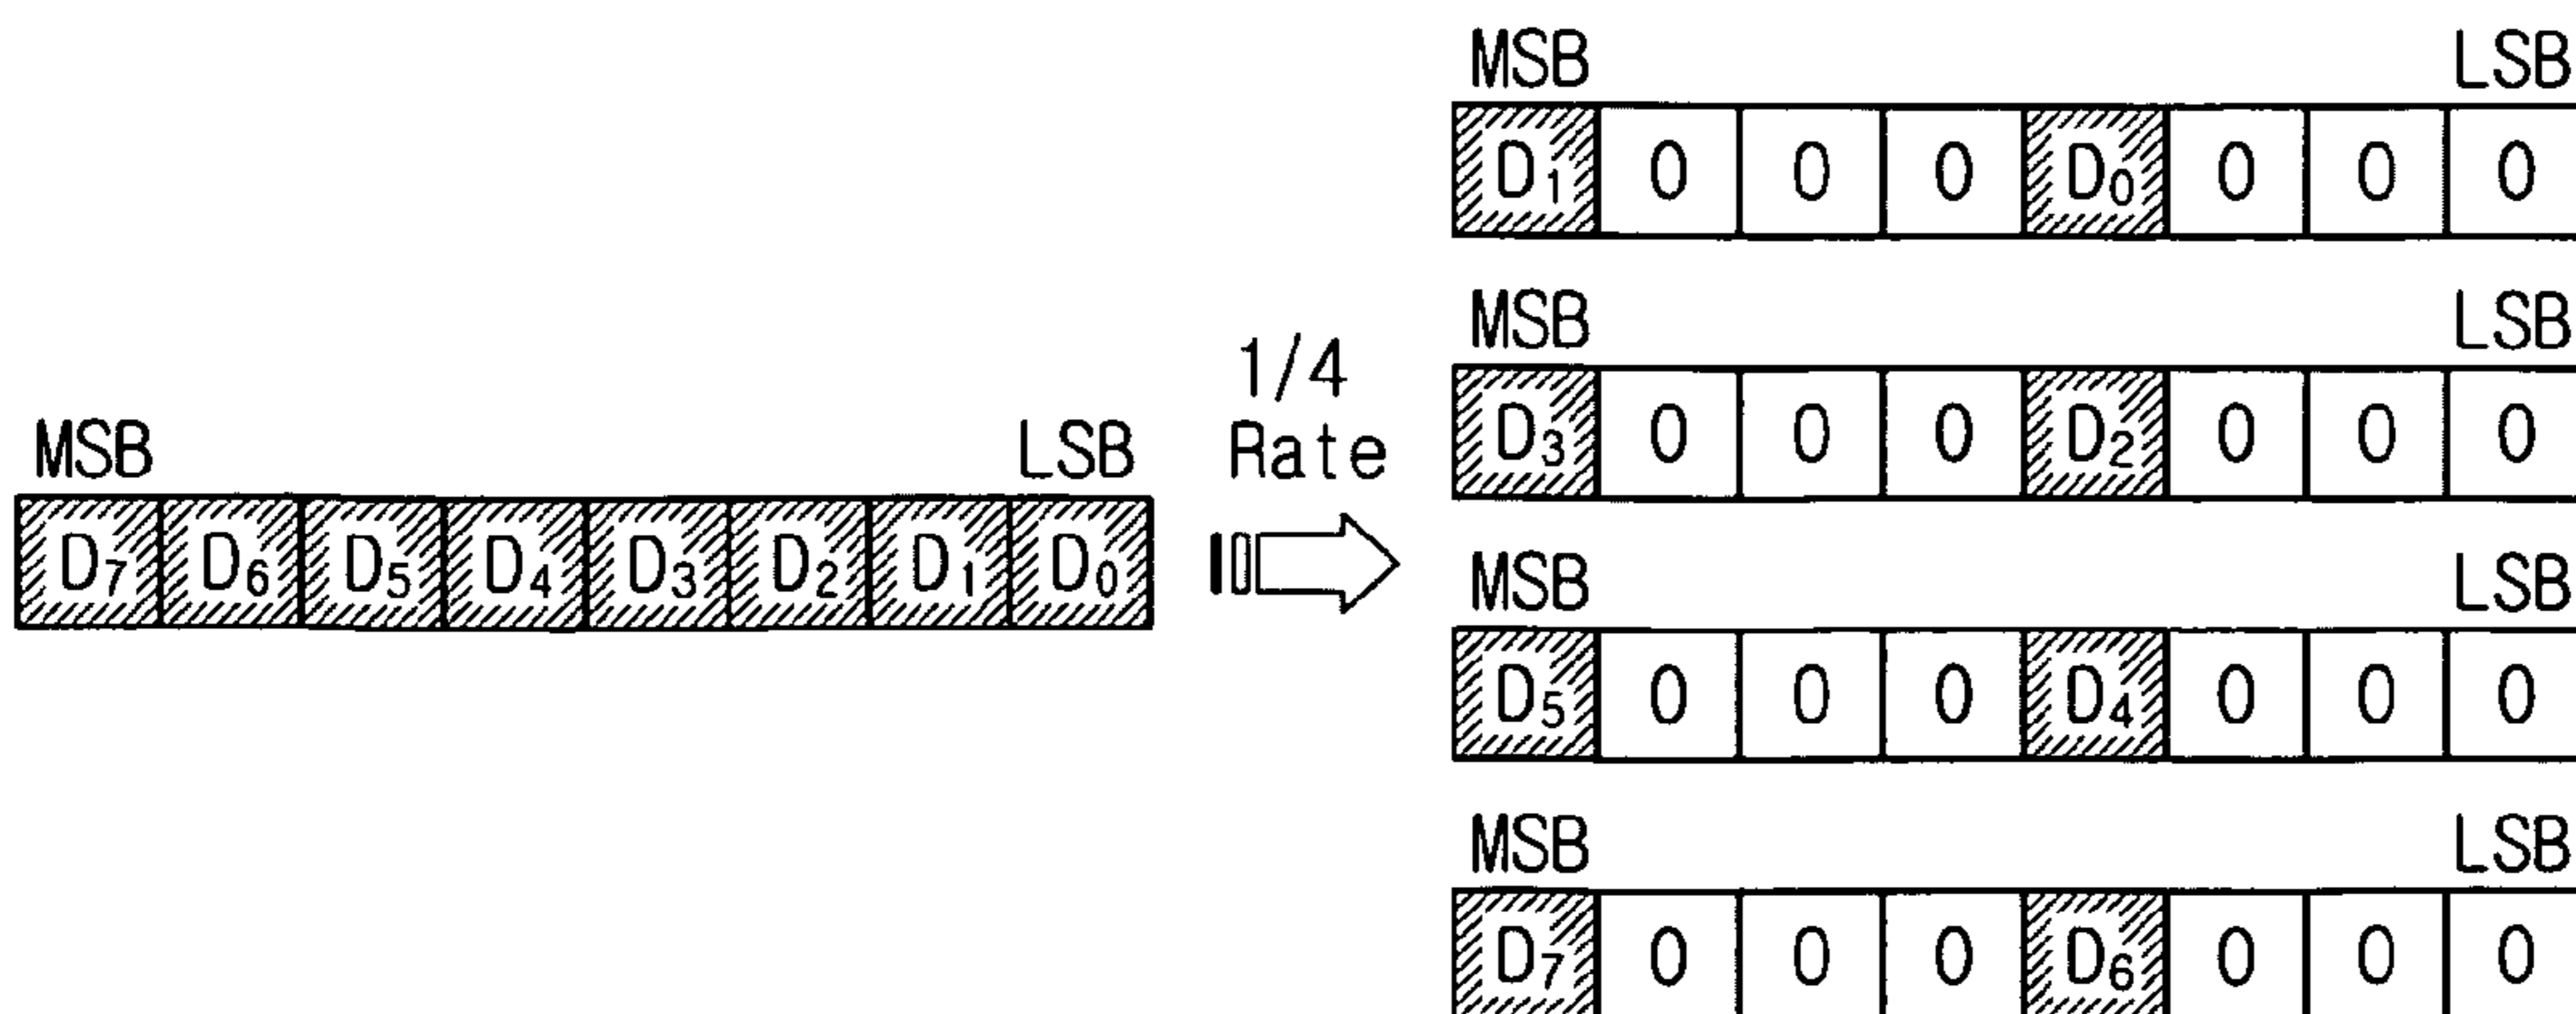 MSB LSB
D7 D6 D5 D4 D3 D2 D1 D0
1/4
Rate
MSB LSB
D1 0 0 0 D0 0 0 0
MSB LSB
D3 0 0 0 D2 0 0 0
MSB LSB
D5 0 0 0 D4 0 0 0
MSB LSB
D7 0 0 0 D6 0 0 0